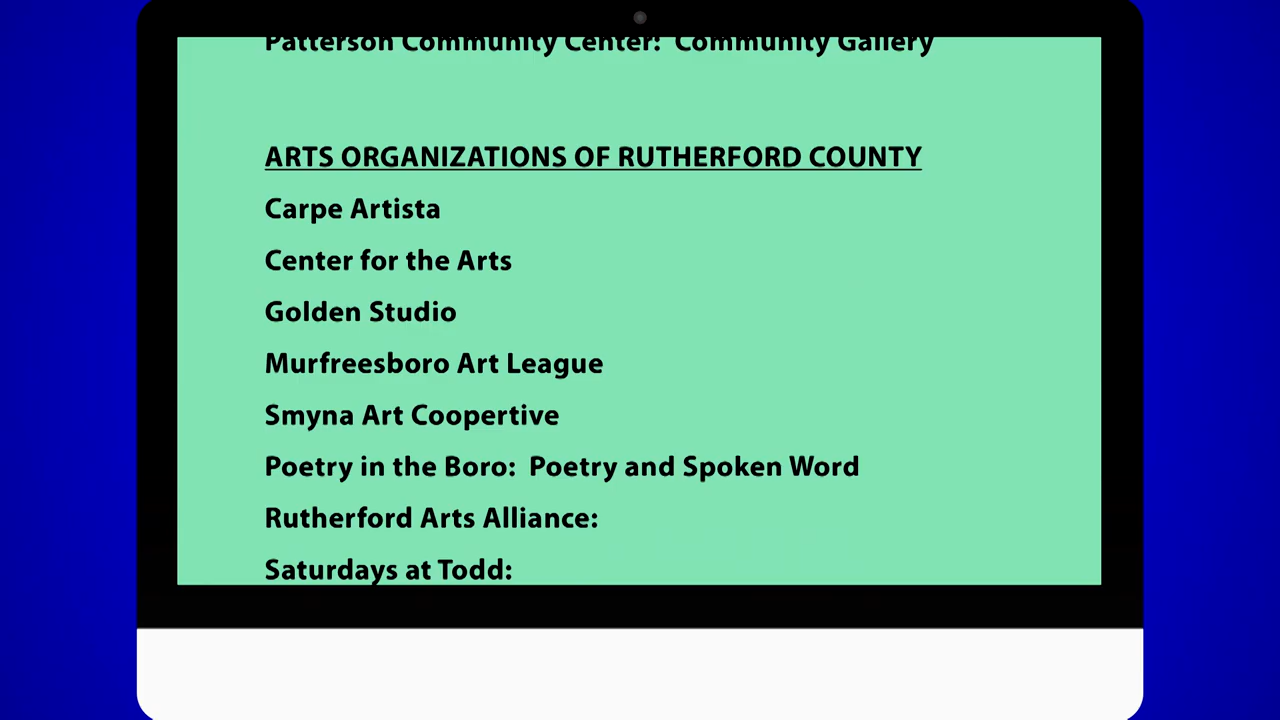 Patterson Community Center: Community Gallery
ARTS ORGANIZATIONS OF RUTHERFORD COUNTY
Carpe Artista
Center for the Arts
Golden Studio
Murfreesboro Art League
Smyna Art Coopertive
Poetry in the Boro: Poetry and Spoken Word
Rutherford Arts Alliance:
Saturdays at Todd: